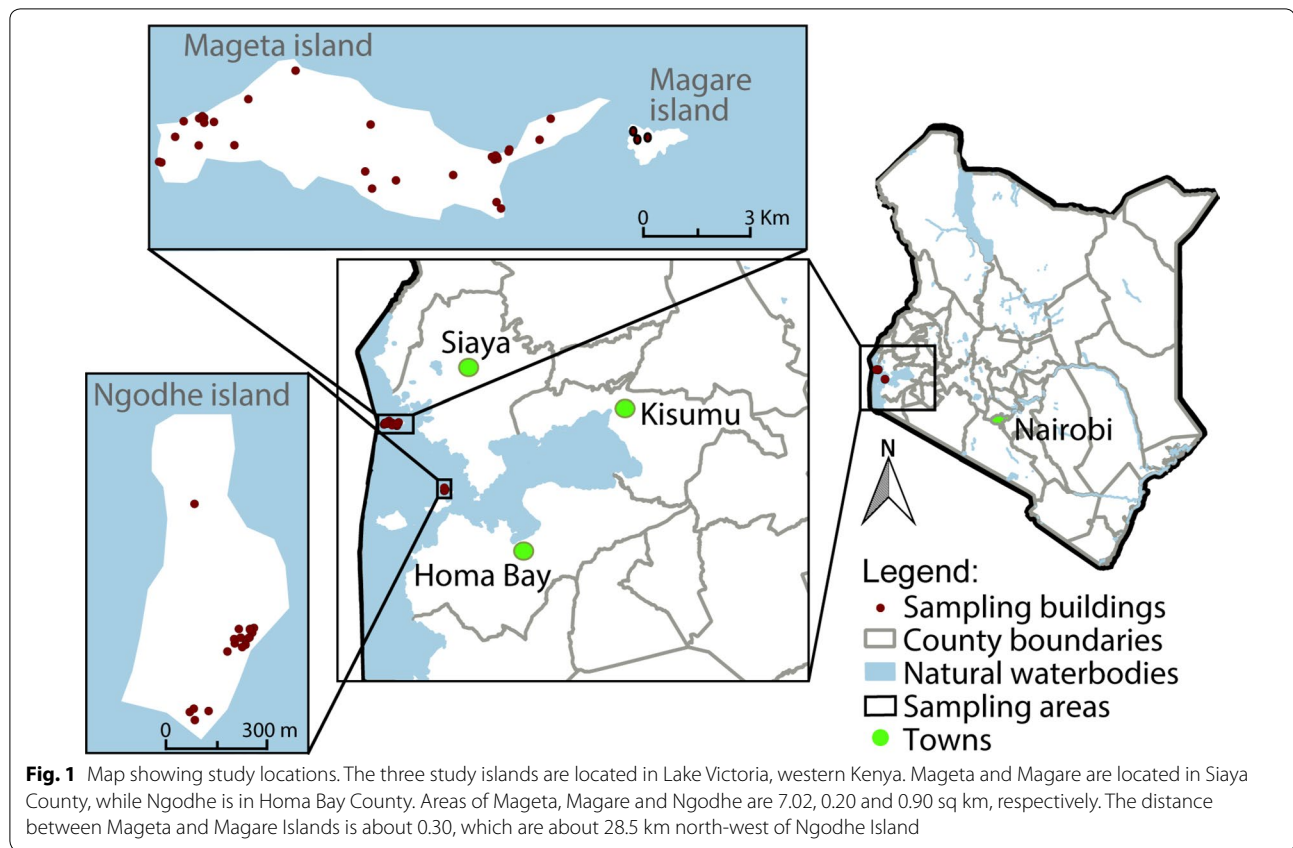 Mageta island
Magare
island
0 3 Km
Siaya
Kisumu
Homa Bay
Ngodhe island
0 300 m
Nairobi
N
Legend:
Sampling buildings
County boundaries
Natural waterbodies
Sampling areas
Towns
Fig. 1 Map showing study locations. The three study islands are located in Lake Victoria, western Kenya. Mageta and Magare are located in Siaya
County, while Ngodhe is in Homa Bay County. Areas of Mageta, Magare and Ngodhe are 7.02, 0.20 and 0.90 sq km, respectively. The distance
between Mageta and Magare Islands is about 0.30, which are about 28.5 km north-west of Ngodhe Island